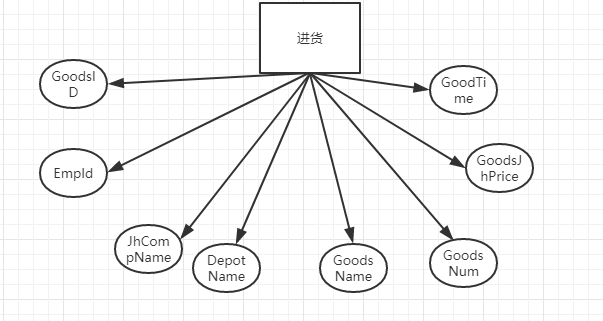 进货
GoodsI
D
GoodTi
me
EmpId
GoodsJ
hPrice
JhCom
pName
Depot
Name
Goods
Name
Goods
Num